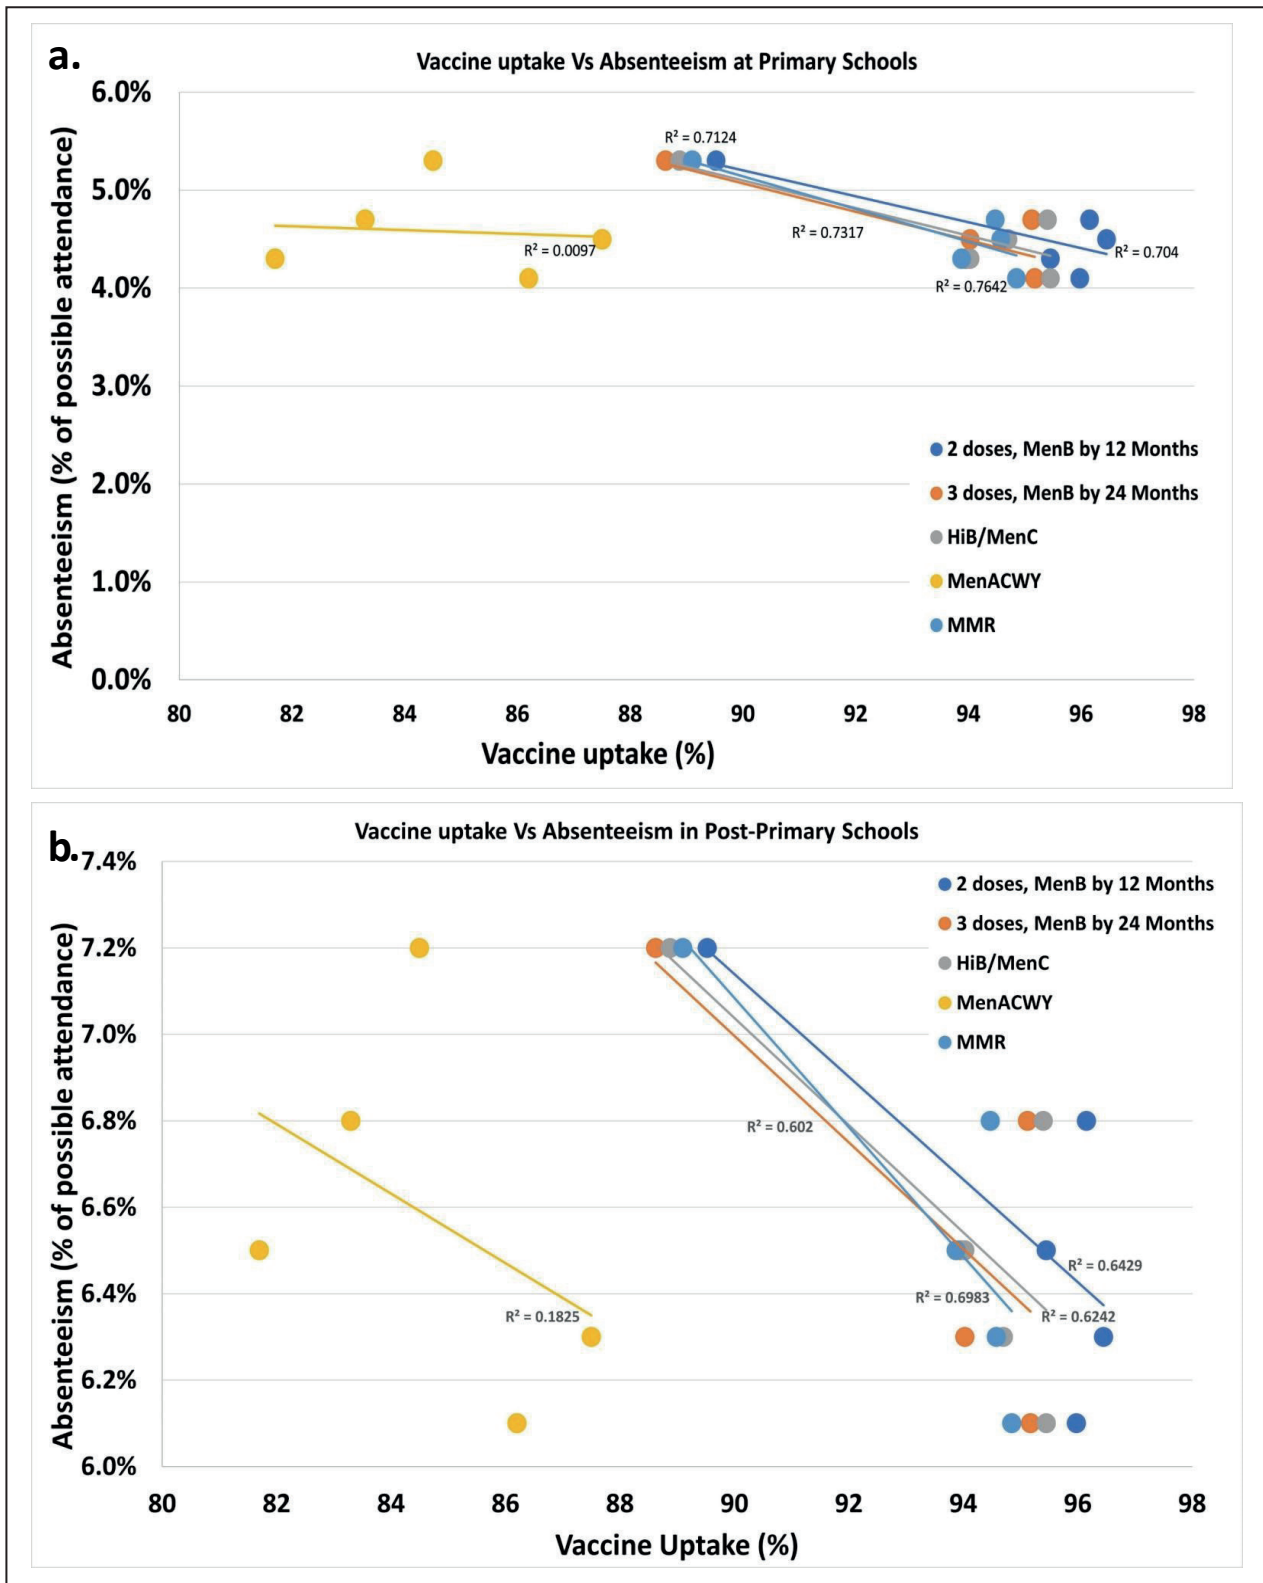 a.
Vaccine uptake Vs Absenteeism at Primary Schools
Absenteeism (% of possible attendance)
6.0%
5.0%
4.0%
3.0%
2.0%
1.0%
0.0%
R² = 0.7124
R² = 0.7317
R² = 0.0097
R² = 0.704
R² = 0.7642
2 doses, MenB by 12 Months
3 doses, MenB by 24 Months
HiB/MenC
MenACWY
MMR
80 82 84 86 88 90 92 94 96 98
Vaccine uptake (%)
b.
Vaccine uptake Vs Absenteeism in Post-Primary Schools
Absenteeism (% of possible attendance)
7.4%
7.2%
7.0%
6.8%
6.6%
6.4%
6.2%
6.0%
2 doses, MenB by 12 Months
3 doses, MenB by 24 Months
HiB/MenC
MenACWY
MMR
R² = 0.602
R² = 0.6429
R² = 0.6983
R² = 0.6242
R² = 0.1825
80 82 84 86 88 90 92 94 96 98
Vaccine Uptake (%)